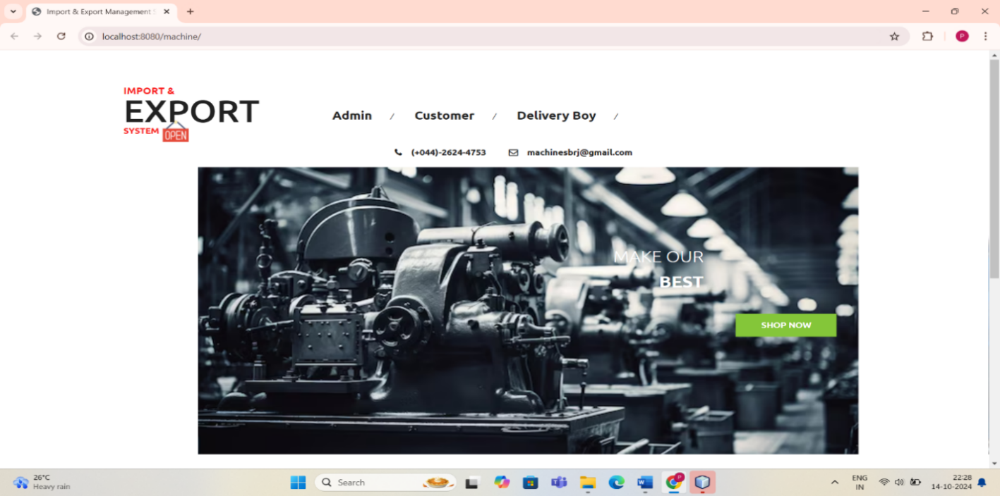 Import & Export Management S
localhost:8080/machine/
P
IMPORT &
EXPORT
SYSTEM OPEN
Admin / Customer / Delivery Boy /
(+044)-2624-4753 machinesbrj@gmail.com
MAKE OUR
BEST
SHOP NOW
26°C
Heavy rain
Search
ENG
IN
22:28
14-10-2024